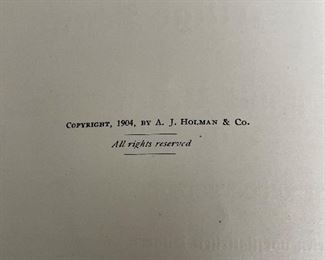 Copyright, 1904, by A. J. Holman & Co.
All rights reserved